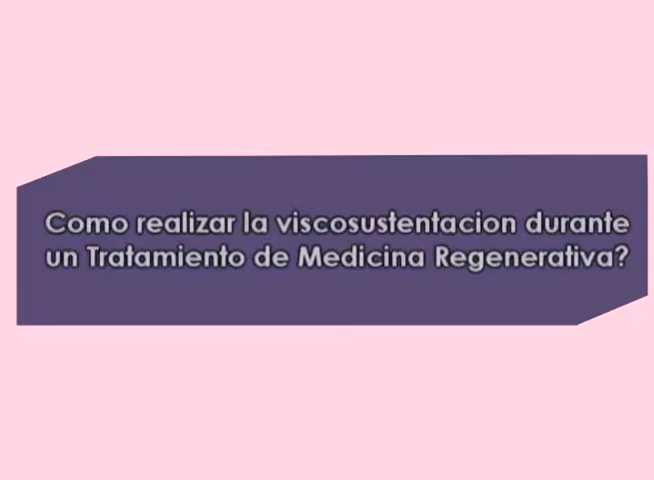 Como realizar la viscosustentacion durante
un Tratamiento de Medicina Regenerativa?